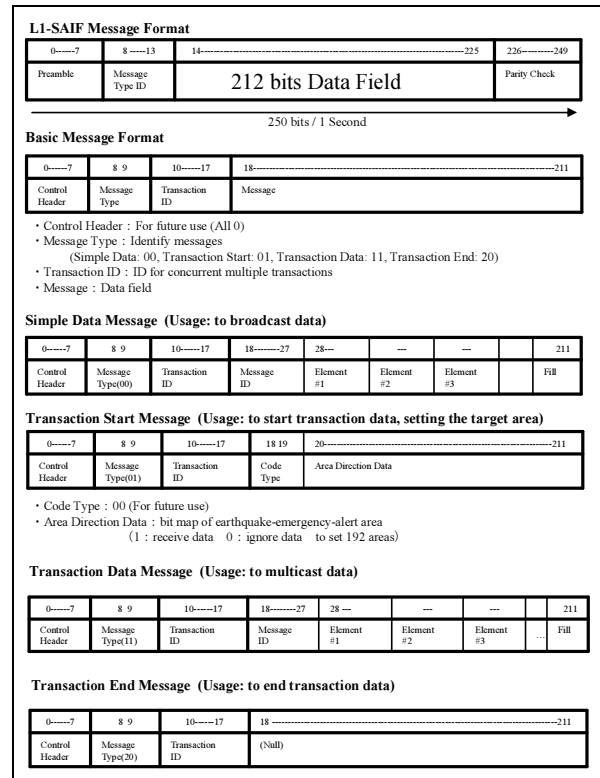 L1-SAIF Message Format
0------7 8 -----13 14---------------------------------------------------------------225 226----------249
Preamble Message Type ID 212 bits Data Field Parity Check
250 bits / 1 Second
Basic Message Format
0------7 8 9 10------17 18---------------------------------------------------------------211
Control Header Message Type Transaction ID Message
・Control Header : For future use (All 0)
・Message Type : Identify messages
(Simple Data: 00, Transaction Start: 01, Transaction Data: 11, Transaction End: 20)
・Transaction ID : ID for concurrent multiple transactions
・Message : Data field
Simple Data Message (Usage: to broadcast data)
0------7 8 9 10------17 18--------27 28--- --- --- 211
Control Header Message Type(00) Transaction ID Message ID Element #1 Element #2 Element #3 Fill
Transaction Start Message (Usage: to start transaction data, setting the target area)
0------7 8 9 10------17 18 19 20---------------------------------------------------------------211
Control Header Message Type(01) Transaction ID Code Type Area Direction Data
・Code Type : 00 (For future use)
・Area Direction Data : bit map of earthquake-emergency-alert area
(1 : receive data 0 : ignore data to set 192 areas)
Transaction Data Message (Usage: to multicast data)
0------7 8 9 10------17 18--------27 28 --- --- --- 211
Control Header Message Type(11) Transaction ID Message ID Element #1 Element #2 Element #3 … Fill
Transaction End Message (Usage: to end transaction data)
0------7 8 9 10------17 18 ---------------------------------------------------------------211
Control Header Message Type(20) Transaction ID (Null)